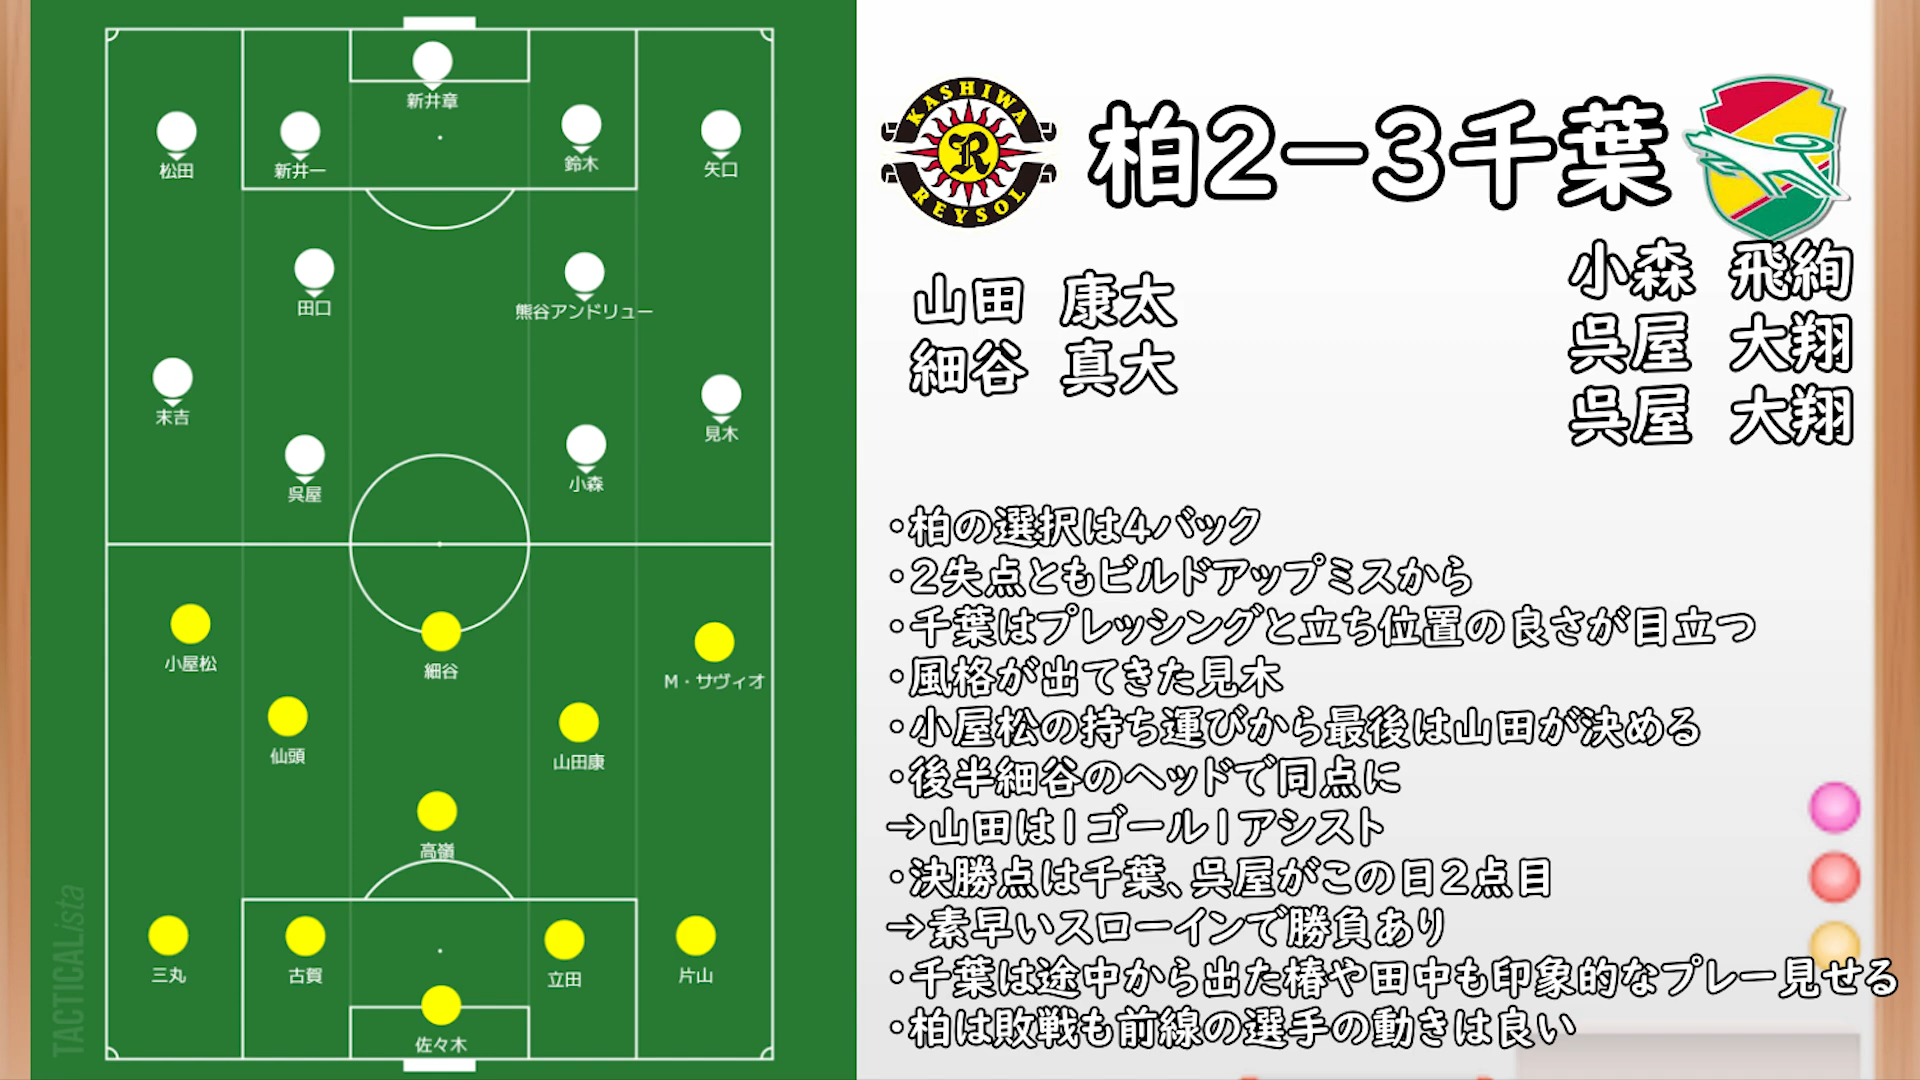 新井章
松田
新井一
鈴木
矢口
田口
熊谷アンドリュー
末吉
見木
呉屋
小森
小屋松
細谷
M・サヴィオ
仙頭
山田康
高嶺
三丸
古賀
立田
片山
佐々木
TACTICALista
KASHIWA
R
REYSOL
柏2-3千葉
山田 康太
細谷 真大
小森 飛絢
呉屋 大翔
呉屋 大翔
・柏の選択は4バック
・2失点ともビルドアップミスから
・千葉はプレッシングと立ち位置の良さが目立つ
・風格が出てきた見木
・小屋松の持ち運びから最後は山田が決める
・後半細谷のヘッドで同点に
→山田は1ゴール1アシスト
・決勝点は千葉、呉屋がこの日2点目
→素早いスローインで勝負あり
・千葉は途中から出た椿や田中も印象的なプレー見せる
・柏は敗戦も前線の選手の動きは良い